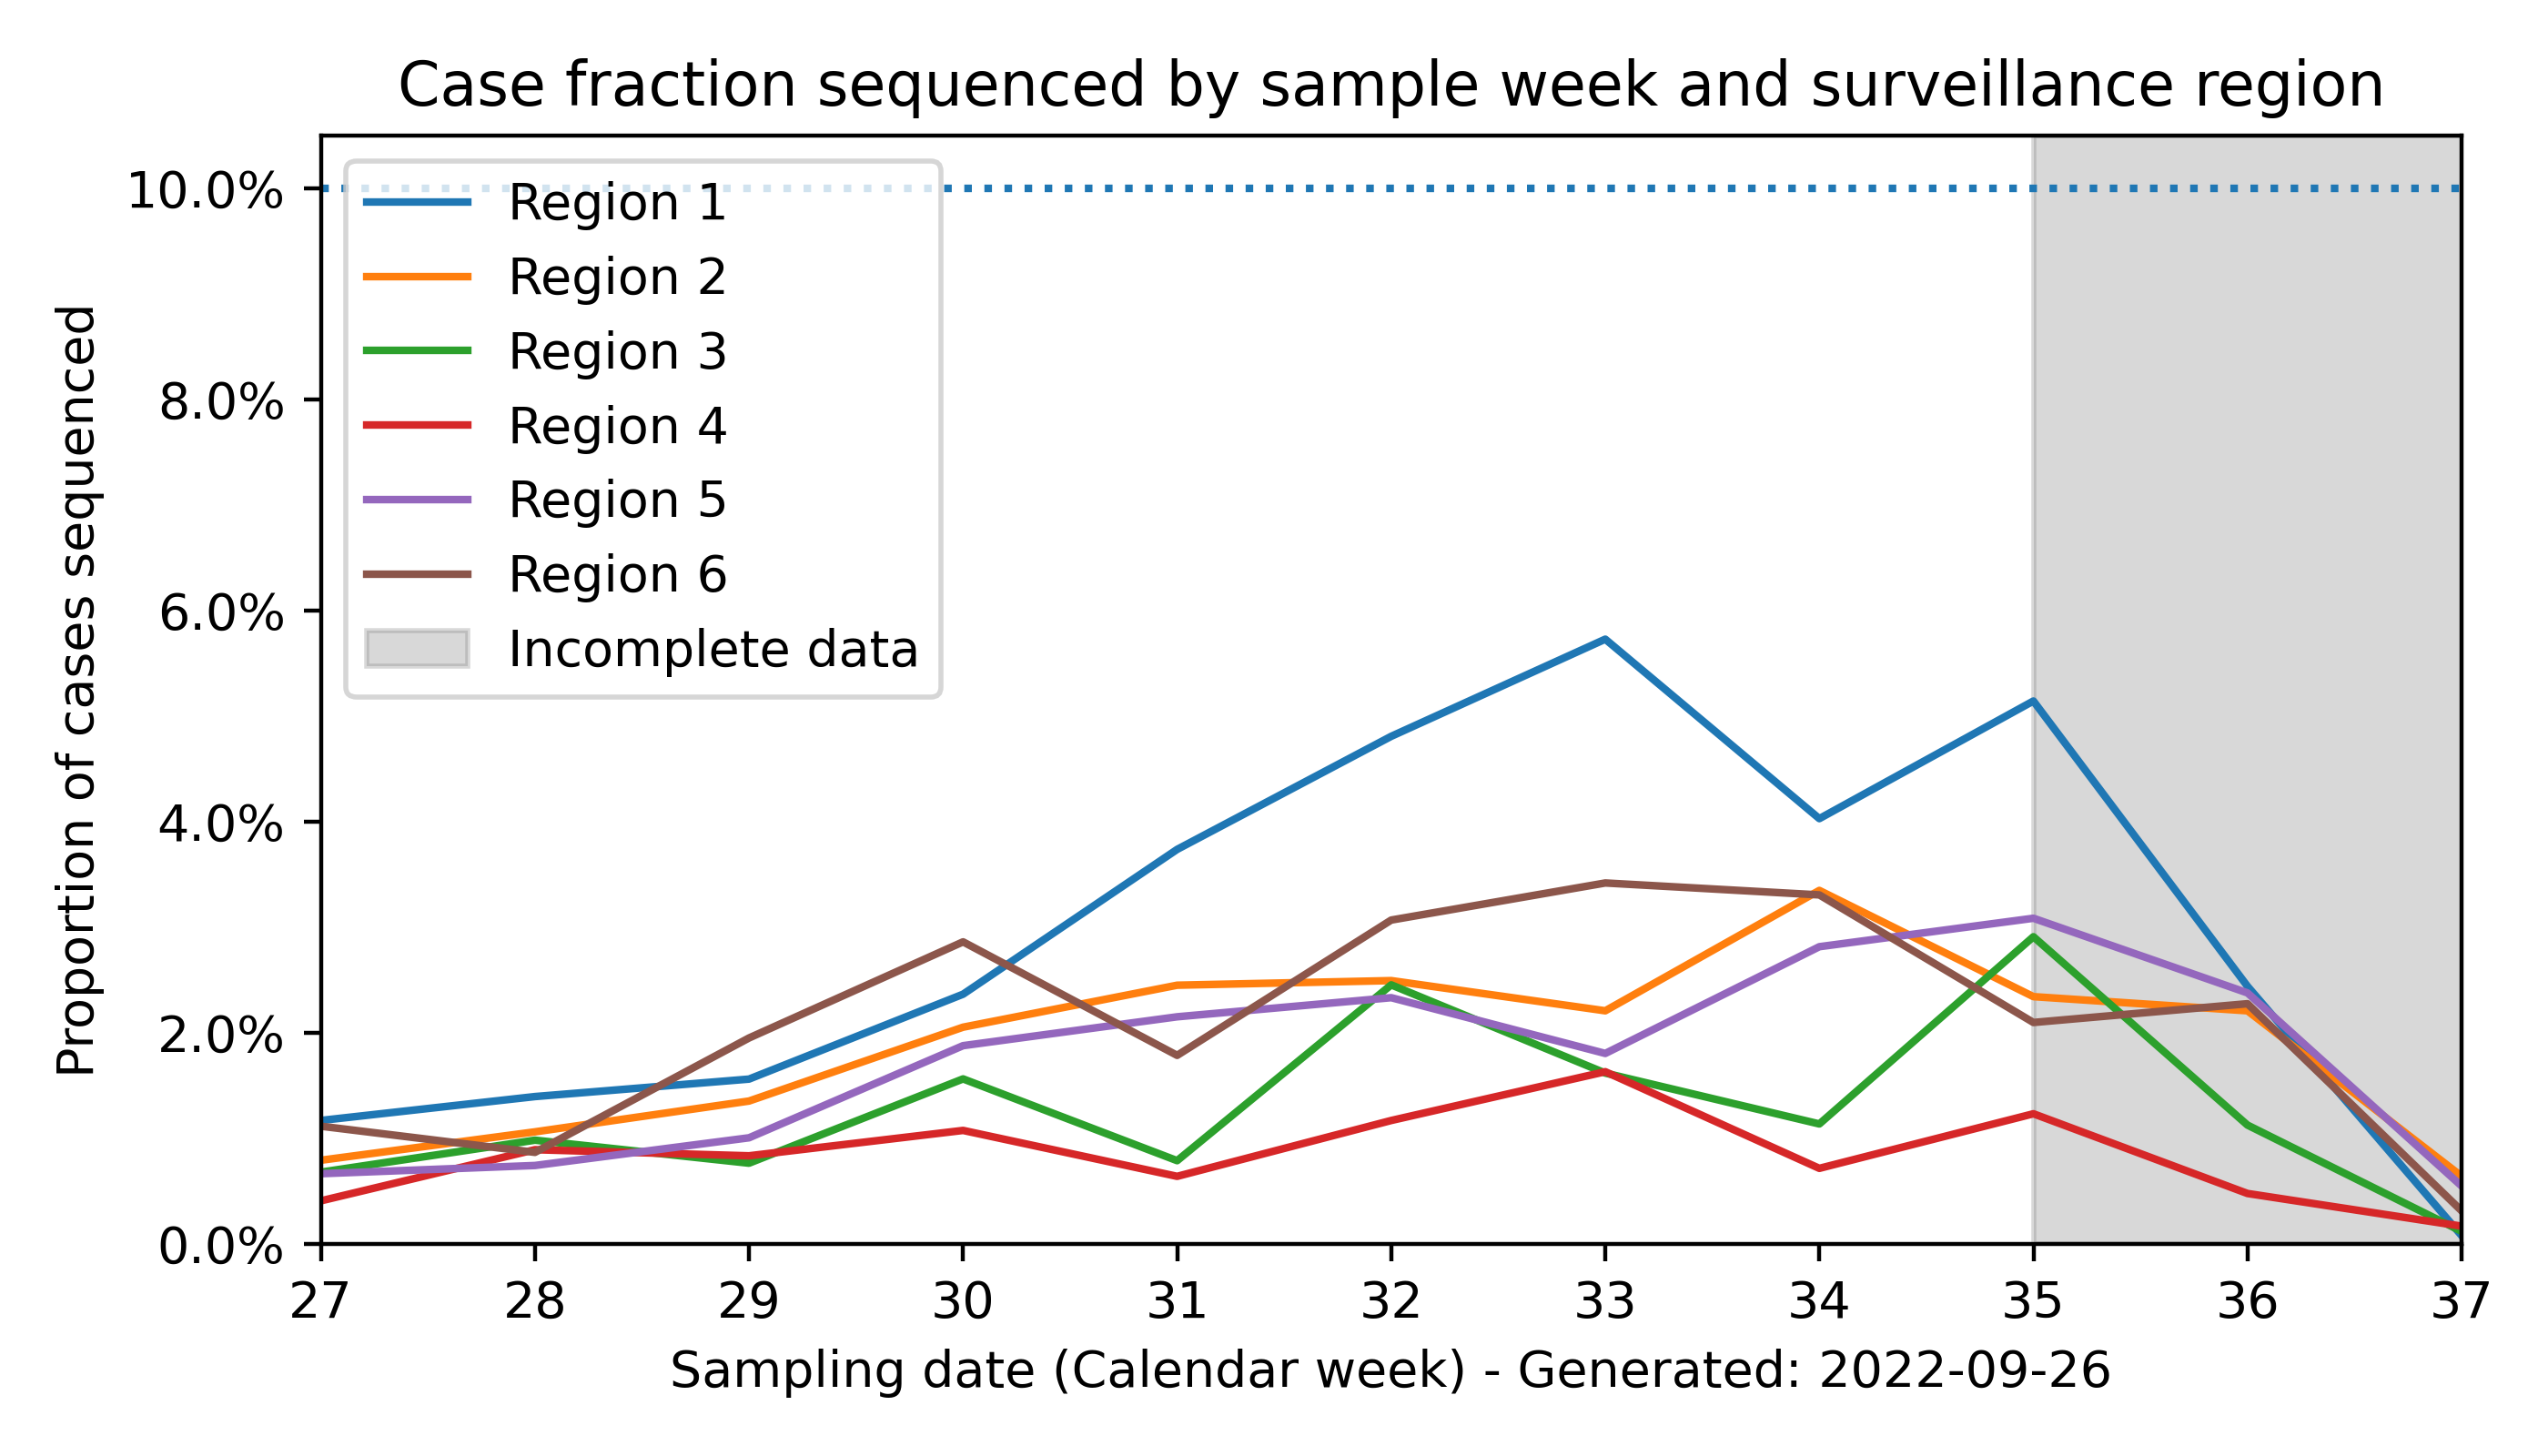 Case fraction sequenced by sample week and surveillance region
10.0%
8.0%
6.0%
4.0%
2.0%
0.0%
Proportion of cases sequenced
Region 1
Region 2
Region 3
Region 4
Region 5
Region 6
Incomplete data
27 28 29 30 31 32 33 34 35 36 37
Sampling date (Calendar week) - Generated: 2022-09-26